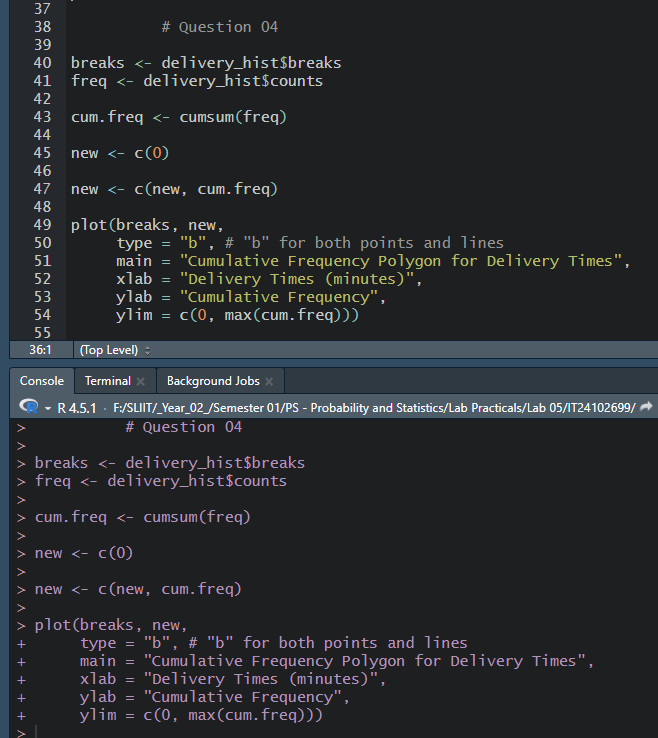 37
38 # Question 04
39
40 breaks <- delivery_hist$breaks
41 freq <- delivery_hist$counts
42
43 cum.freq <- cumsum(freq)
44
45 new <- c(0)
46
47 new <- c(new, cum.freq)
48
49 plot(breaks, new,
50 type = "b", # "b" for both points and lines
51 main = "Cumulative Frequency Polygon for Delivery Times",
52 xlab = "Delivery Times (minutes)",
53 ylab = "Cumulative Frequency",
54 ylim = c(0, max(cum.freq)))
55
36:1 (Top Level)
Console Terminal Background Jobs
R 4.5.1 · F:/SLIIT/_Year_02_/Semester 01/PS - Probability and Statistics/Lab Practicals/Lab 05/IT24102699/
> # Question 04
>
> breaks <- delivery_hist$breaks
> freq <- delivery_hist$counts
>
> cum.freq <- cumsum(freq)
>
> new <- c(0)
>
> new <- c(new, cum.freq)
>
> plot(breaks, new,
+ type = "b", # "b" for both points and lines
+ main = "Cumulative Frequency Polygon for Delivery Times",
+ xlab = "Delivery Times (minutes)",
+ ylab = "Cumulative Frequency",
+ ylim = c(0, max(cum.freq)))
>